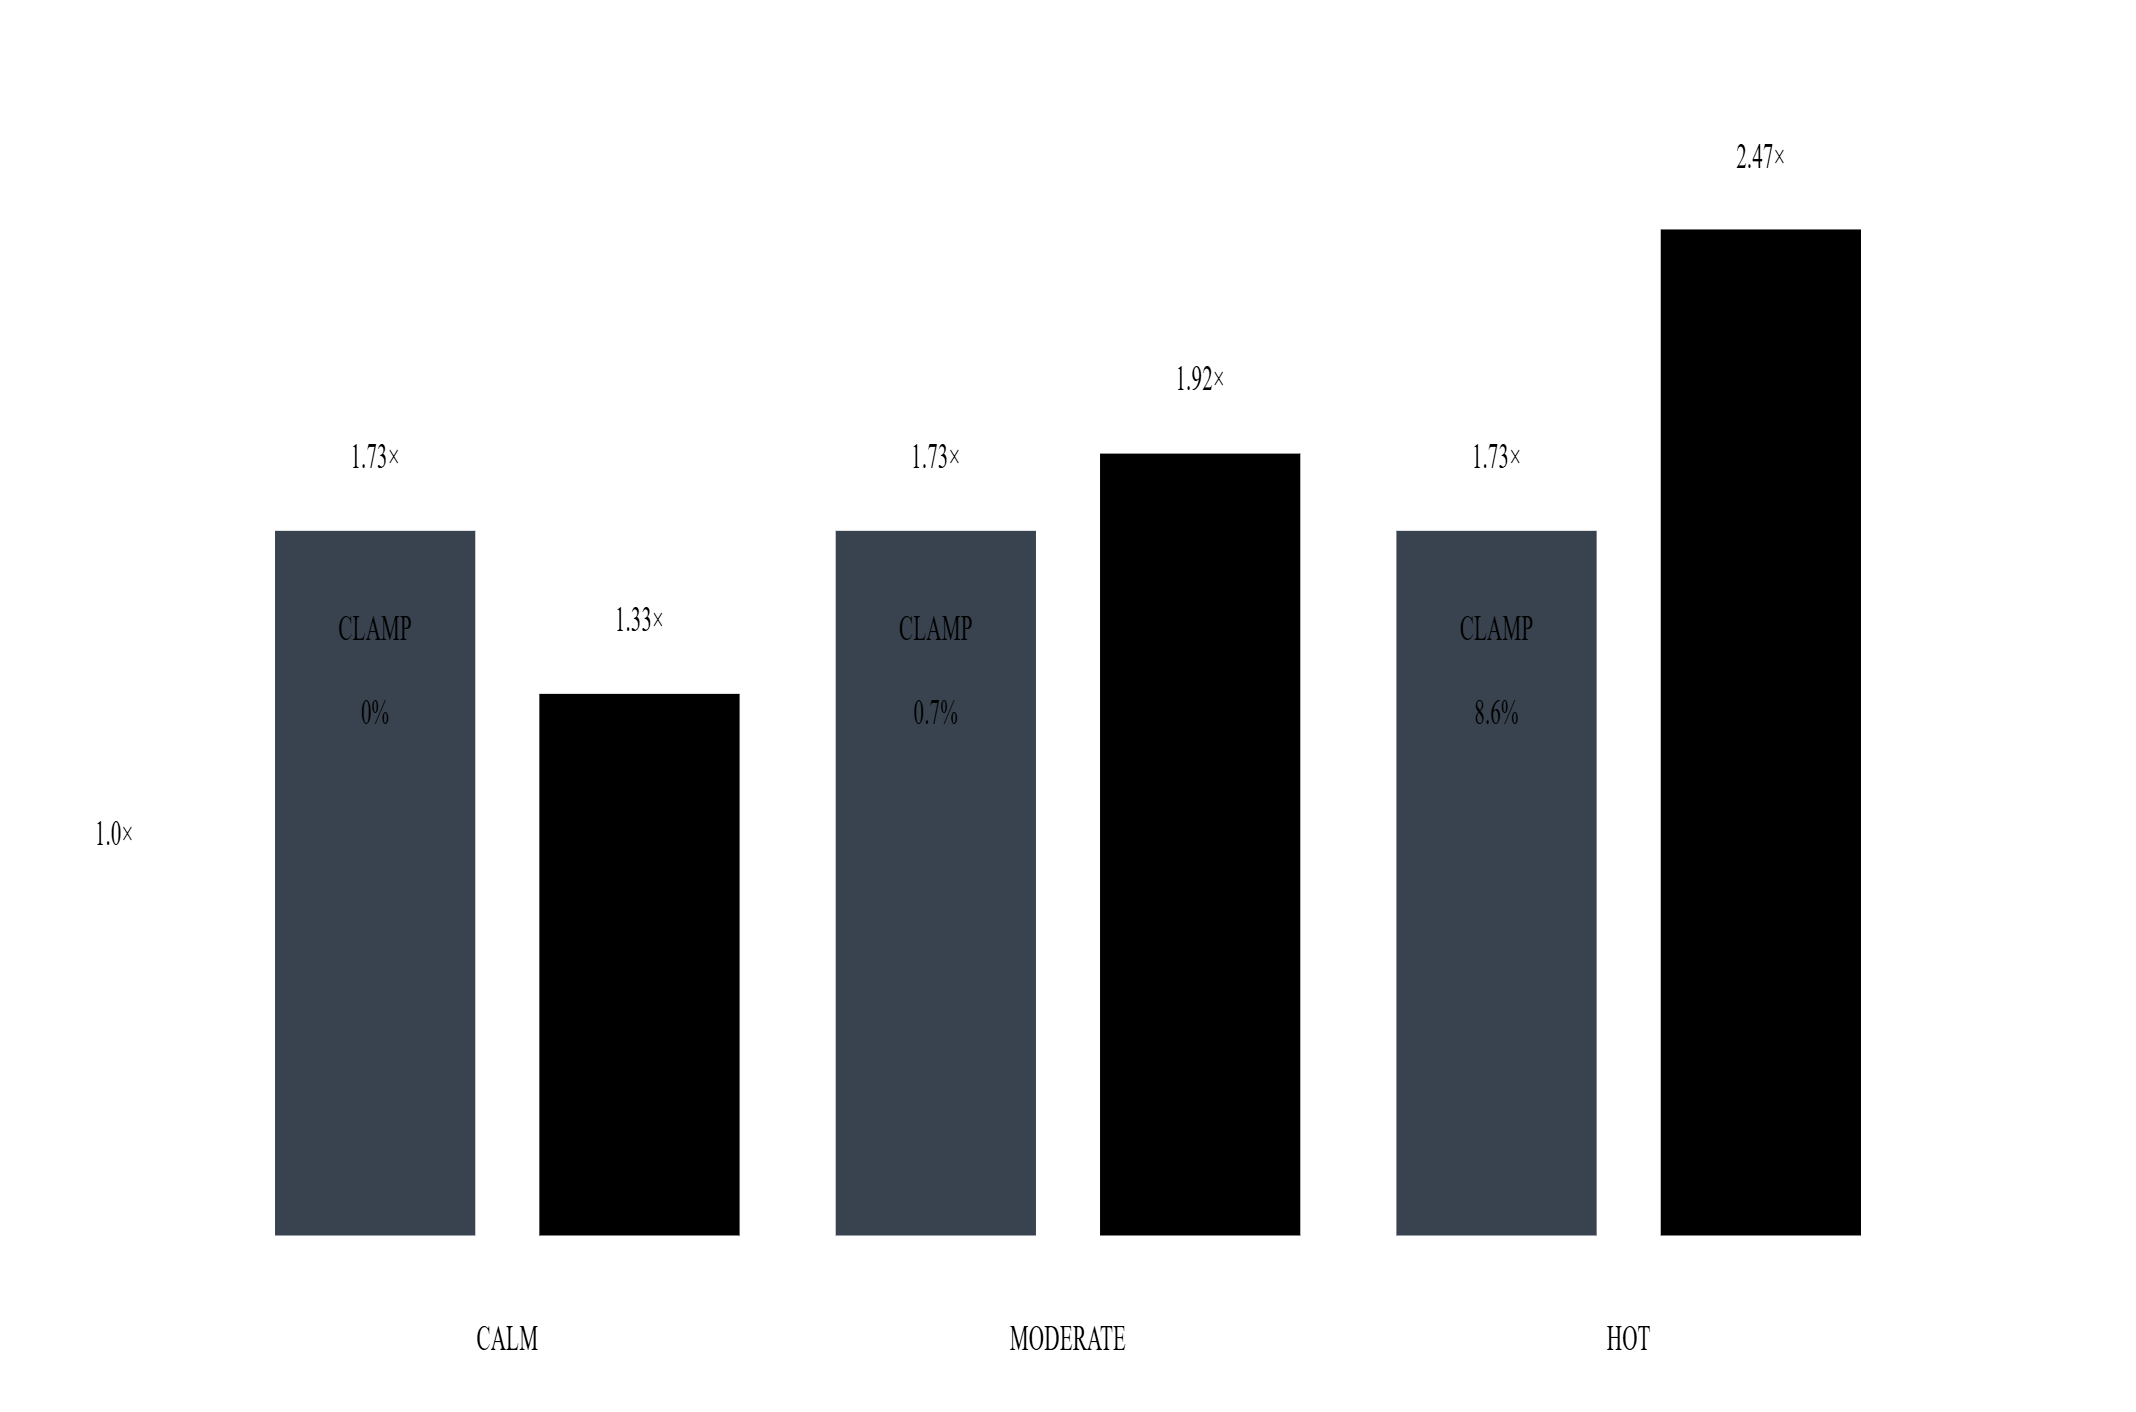 2.47×
1.92×
1.73×
1.73×
1.73×
1.33×
CLAMP
0%
CLAMP
0.7%
CLAMP
8.6%
1.0×
CALM
MODERATE
HOT